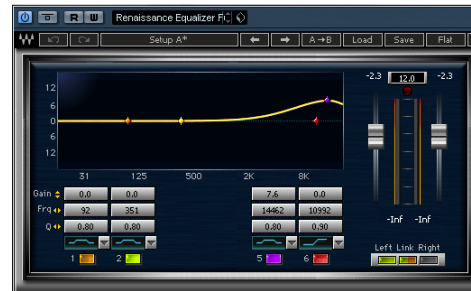 R W Renaissance Equalizer
Setup A* A→B Load Save Flat
-2.3 12.0 -2.3
12
6
0
6
12
31 125 500 2K 8K
Gain 0.0 0.0 7.6 0.0
Frq 92 351 14462 10992
Q 0.80 0.80 0.80 0.90
-Inf -Inf
Left Link Right
1 2 5 6